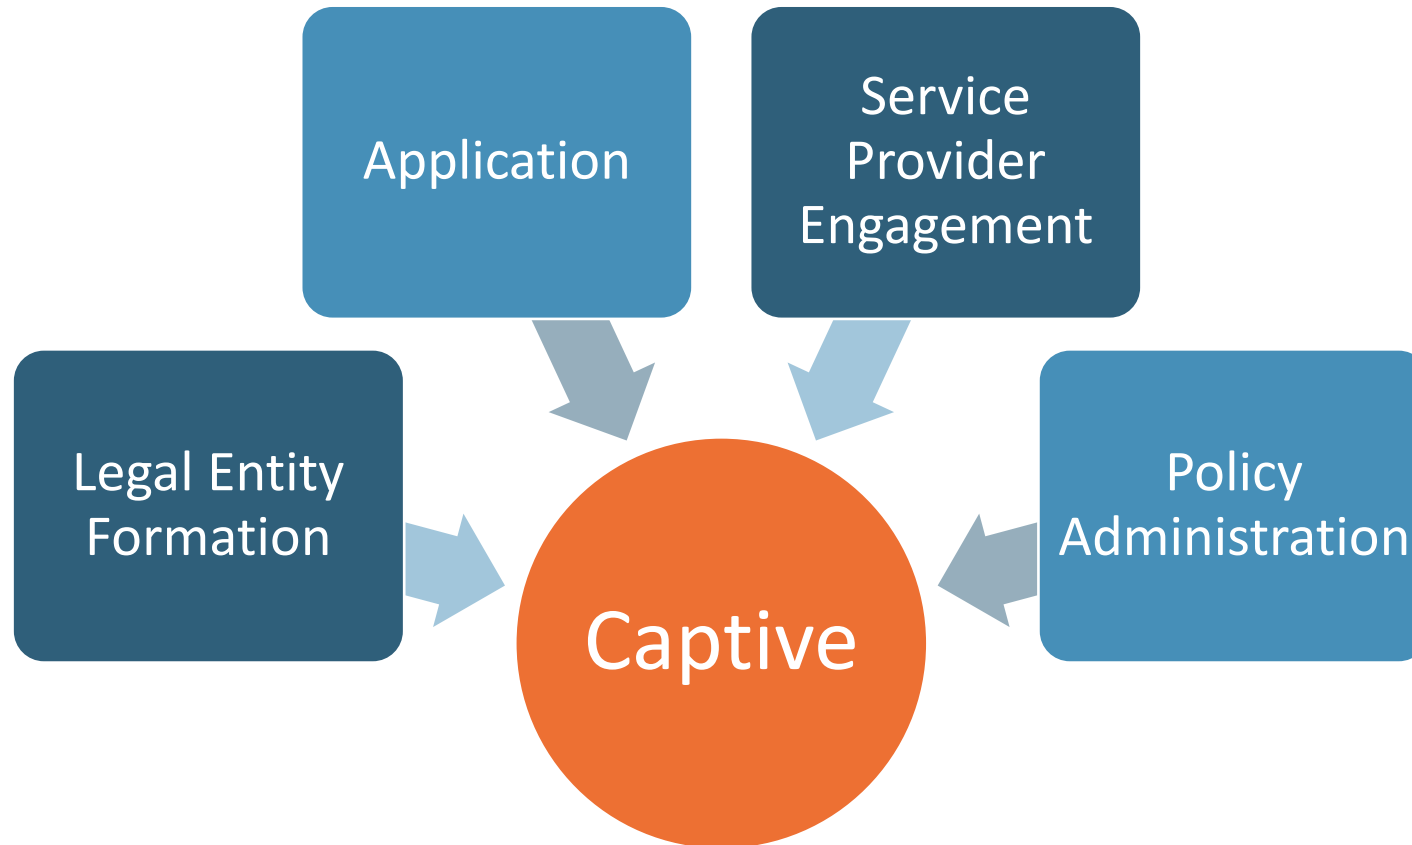 Application
Service
Provider
Engagement
Legal Entity
Formation
Policy
Administration
Captive